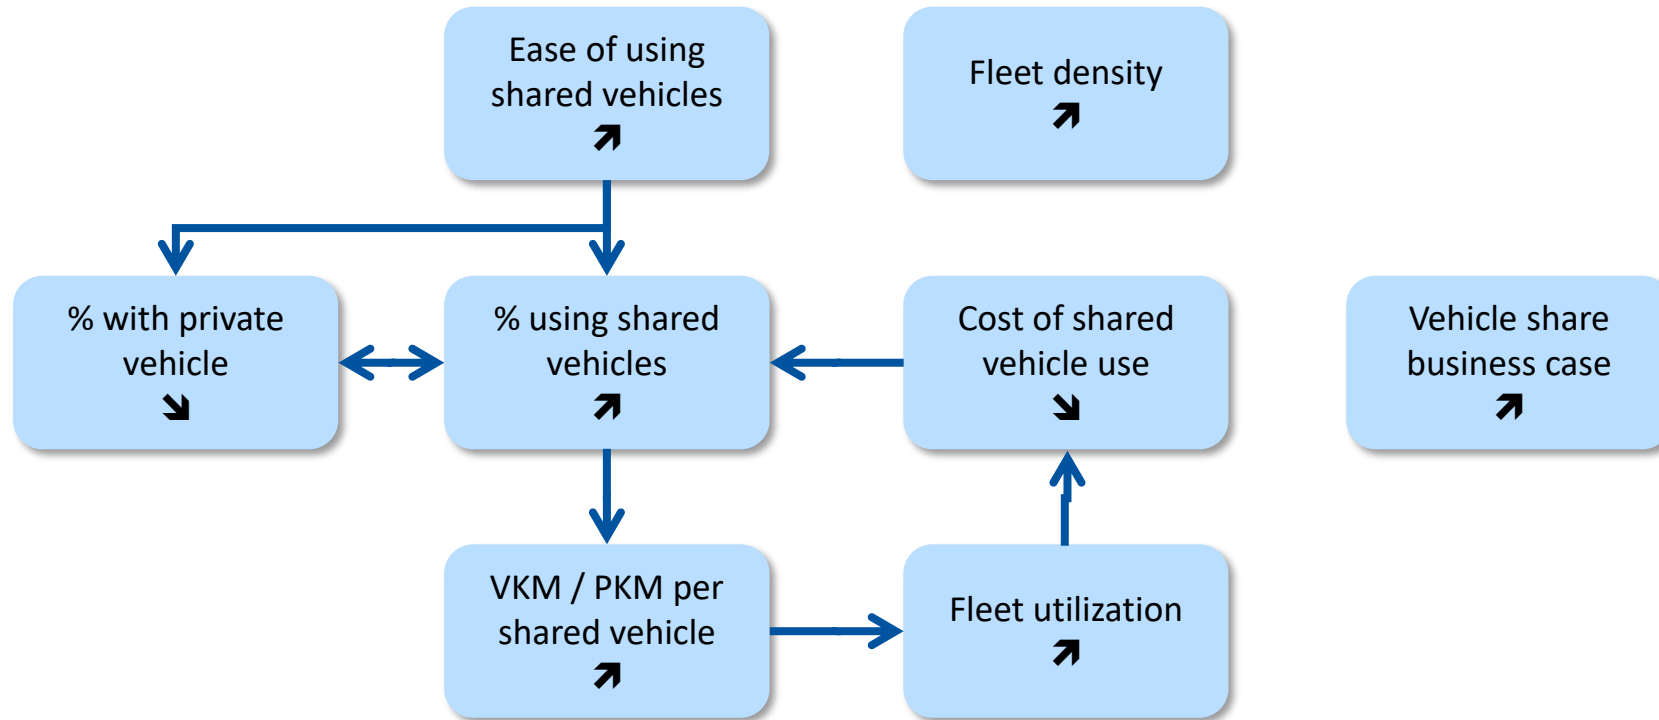 Ease of using
shared vehicles
Fleet density
% with private
vehicle
% using shared
vehicles
Cost of shared
vehicle use
Vehicle share
business case
VKM / PKM per
shared vehicle
Fleet utilization